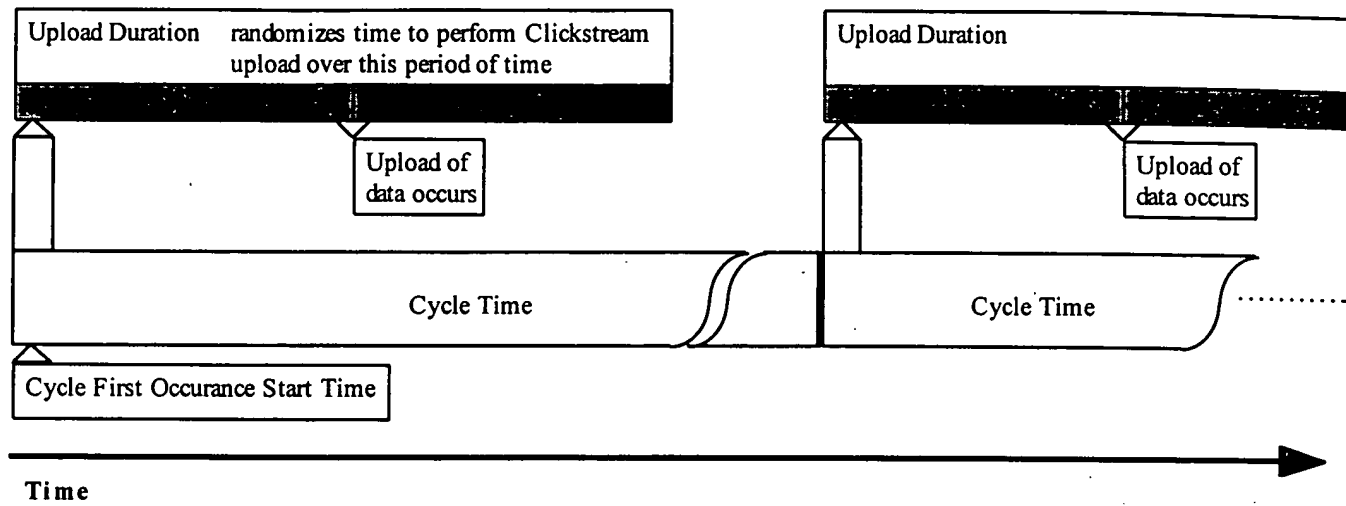 Upload Duration randomizes time to perform Clickstream
upload over this period of time
Upload Duration
Upload of
data occurs
Upload of
data occurs
Cycle Time
Cycle Time
Cycle First Occurance Start Time
Time